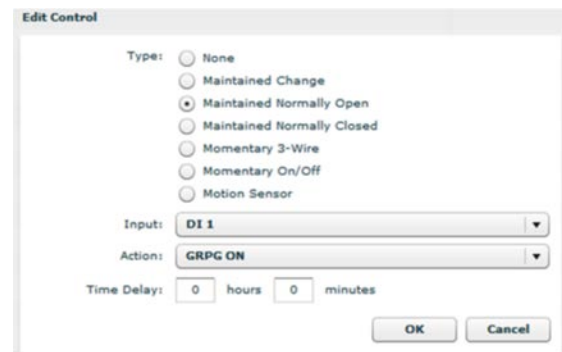 Edit Control
Type:
None
Maintained Change
Maintained Normally Open
Maintained Normally Closed
Momentary 3-Wire
Momentary On/Off
Motion Sensor
Input: DI 1
Action: GRPG ON
Time Delay: 0 hours 0 minutes
OK Cancel